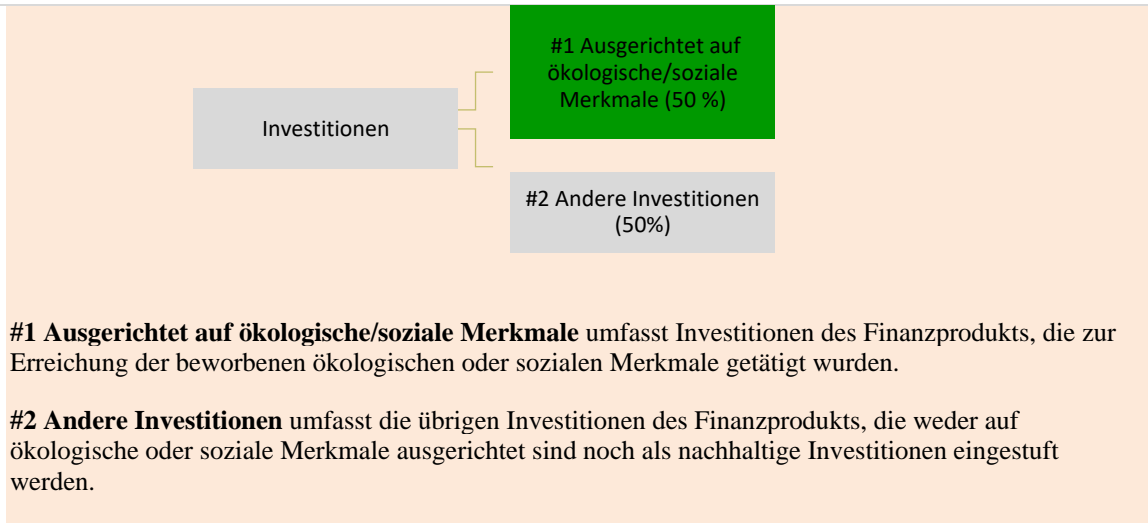 #1 Ausgerichtet auf
ökologische/soziale
Merkmale (50 %)
Investitionen
#2 Andere Investitionen
(50%)
#1 Ausgerichtet auf ökologische/soziale Merkmale umfasst Investitionen des Finanzprodukts, die zur
Erreichung der beworbenen ökologischen oder sozialen Merkmale getätigt wurden.
#2 Andere Investitionen umfasst die übrigen Investitionen des Finanzprodukts, die weder auf
ökologische oder soziale Merkmale ausgerichtet sind noch als nachhaltige Investitionen eingestuft
werden.